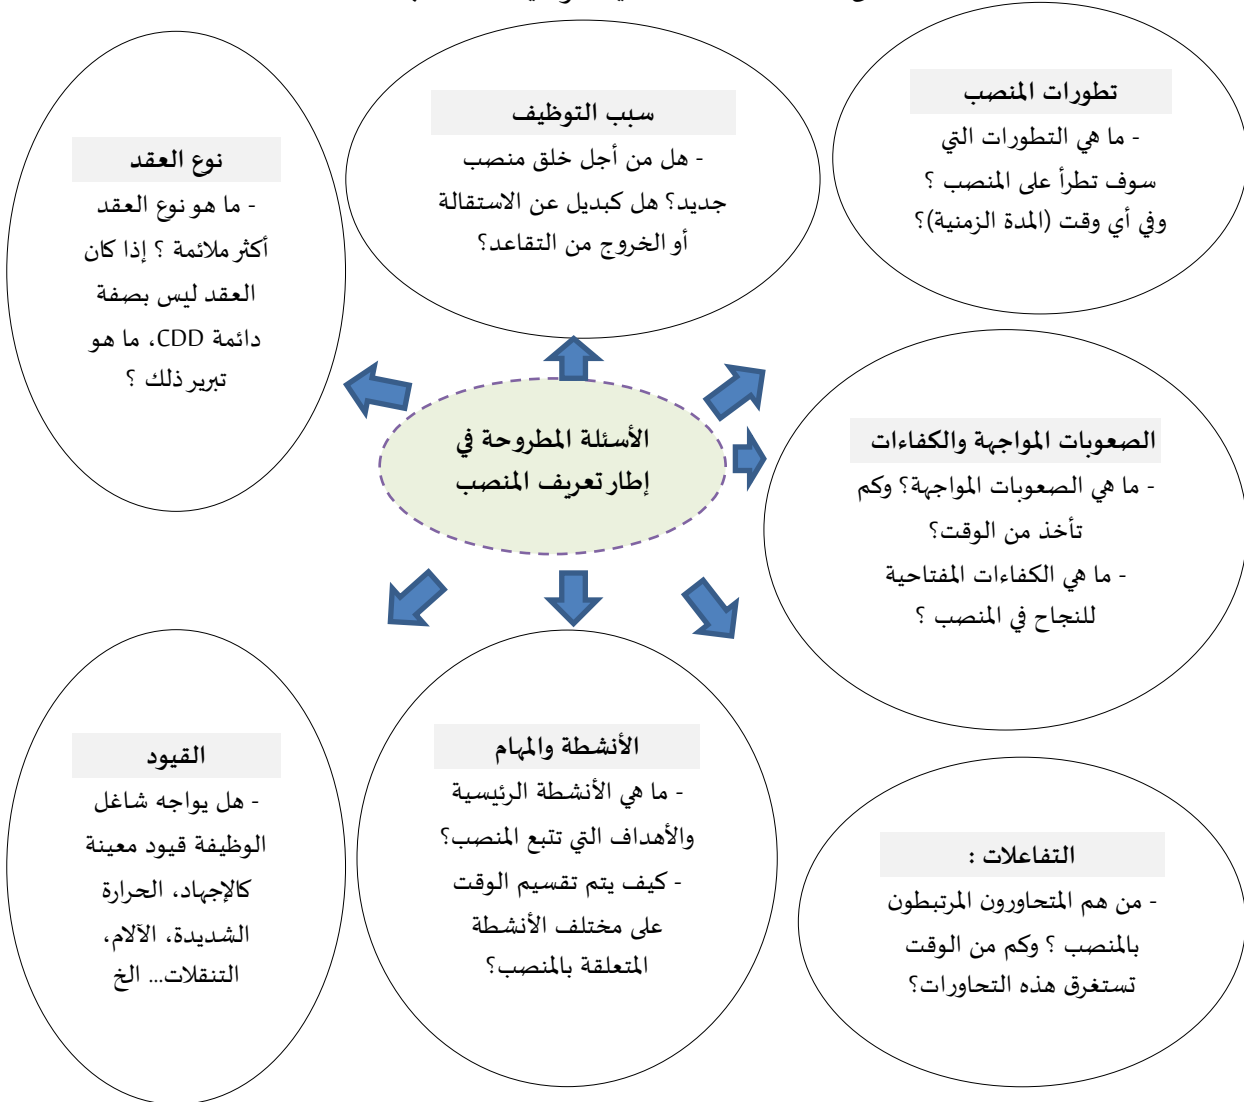 تطورات المنصب
- ما هي التطورات التي
سوف تطرأ على المنصب ؟
وفي أي وقت (المدة الزمنية)؟
سبب التوظيف
- هل من أجل خلق منصب
جديد؟ هل كبديل عن الاستقالة
أو الخروج من التقاعد؟
نوع العقد
- ما هو نوع العقد
أكثر ملائمة ؟ إذا كان
العقد ليس بصفة
دائمة CDD، ما هو
تبرير ذلك ؟
الأسئلة المطروحة في
إطار تعريف المنصب
الصعوبات المواجهة والكفاءات
- ما هي الصعوبات المواجهة؟ وكم
تأخذ من الوقت؟
- ما هي الكفاءات المفتاحية
للنجاح في المنصب ؟
التفاعلات :
- من هم المتحاورون المرتبطون
بالمنصب ؟ وكم من الوقت
تستغرق هذه التحاورات؟
الأنشطة والمهام
- ما هي الأنشطة الرئيسية
والأهداف التي تتبع المنصب؟
- كيف يتم تقسيم الوقت
على مختلف الأنشطة
المتعلقة بالمنصب؟
القيود
- هل يواجه شاغل
الوظيفة قيود معينة
كالإجهاد، الحرارة
الشديدة، الآلام،
التنقلات... الخ